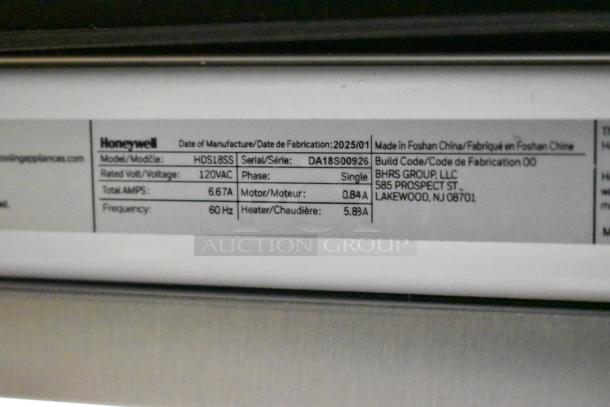 oolingappliances.com
Honeywell Date of Manufacture/Date de Fabrication: 2025/01 Made in Foshan China/Fabriqué en Foshan Chine
Model/Modčle: HDS18SS Serial/Série: DA18S00926 Build Code/Code de Fabrication 00
Rated Volt/Voltage: 120VAC Phase: Single BHRS GROUP, LLC
Total AMPS: 6.67A Motor/Moteur: 0.84A 585 PROSPECT ST.,
Frequency: 60 Hz Heater/Chaudière: 5.83A LAKEWOOD, NJ 08701
AUCTION GROUP